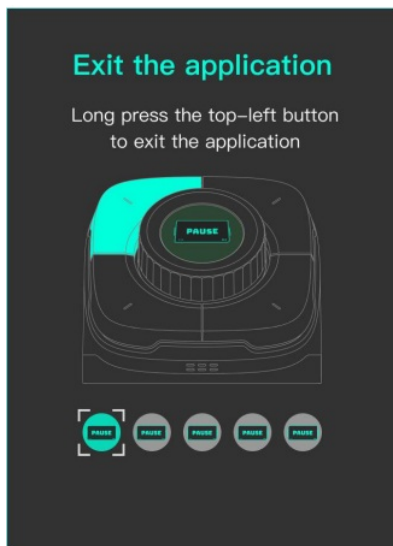 Exit the application
Long press the top-left button
to exit the application
PAUSE
PAUSE
PAUSE
PAUSE
PAUSE
PAUSE